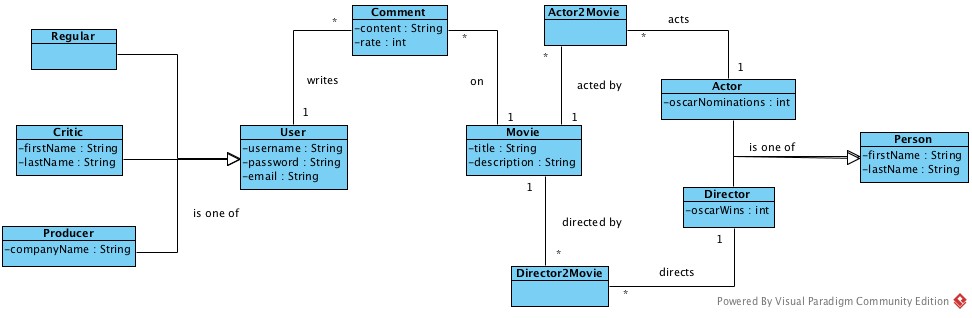 Comment
-content : String
-rate : int
*
*
writes
on
Actor2Movie
acts
*
*
acted by
1
Regular
Actor
-oscarNominations : int
Critic
-firstName : String
-lastName : String
1
User
-username : String
-password : String
-email : String
1
1
Movie
-title : String
-description : String
Person
-firstName : String
-lastName : String
is one of
1
Director
-oscarWins : int
is one of
Producer
-companyName : String
directed by
1
*
Director2Movie
directs
*
Powered By Visual Paradigm Community Edition